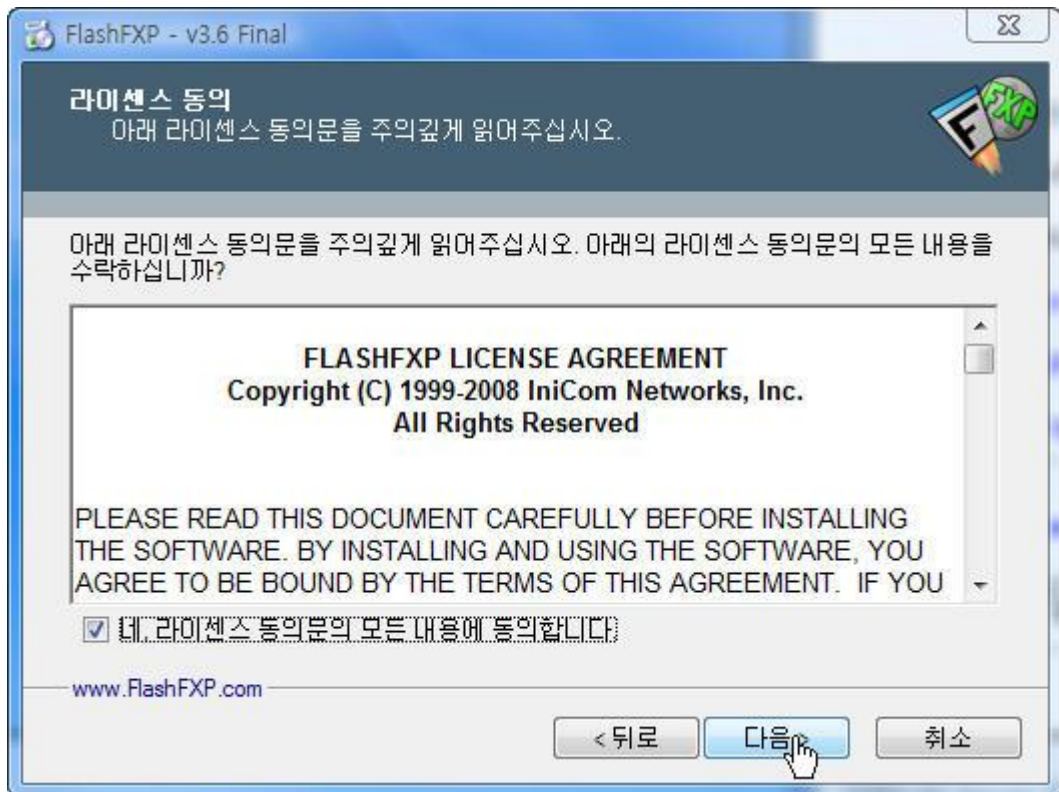 FlashFXP - v3.6 Final
라이센스 동의
아래 라이센스 동의문을 주의깊게 읽어주십시오.
FXP
F
아래 라이센스 동의문을 주의깊게 읽어주십시오. 아래의 라이센스 동의문의 모든 내용을
수락하십니까?
FLASHFXP LICENSE AGREEMENT
Copyright (C) 1999-2008 IniCom Networks, Inc.
All Rights Reserved
PLEASE READ THIS DOCUMENT CAREFULLY BEFORE INSTALLING
THE SOFTWARE. BY INSTALLING AND USING THE SOFTWARE, YOU
AGREE TO BE BOUND BY THE TERMS OF THIS AGREEMENT. IF YOU
네, 라이센스 동의문의 모든 내용에 동의합니다
www.FlashFXP.com
<뒤로 다음> 취소